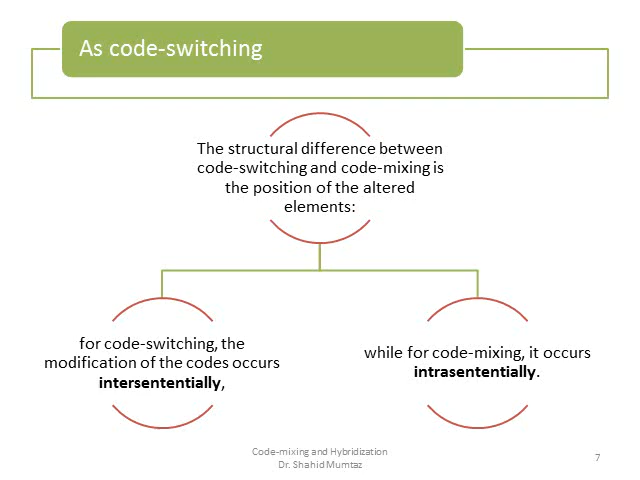 As code-switching
The structural difference between
code-switching and code-mixing is
the position of the altered
elements:
for code-switching, the
modification of the codes occurs
intersententially,
while for code-mixing, it occurs
intrasententially.
Code-mixing and Hybridization
Dr. Shahid Mumtaz
7